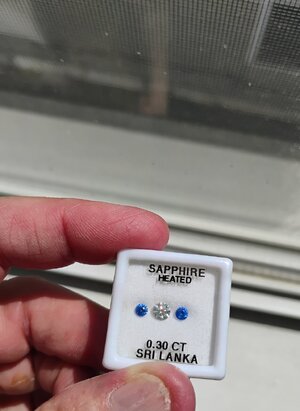 SAPPHIRE
HEATED
0.30 CT
SRI LANKA